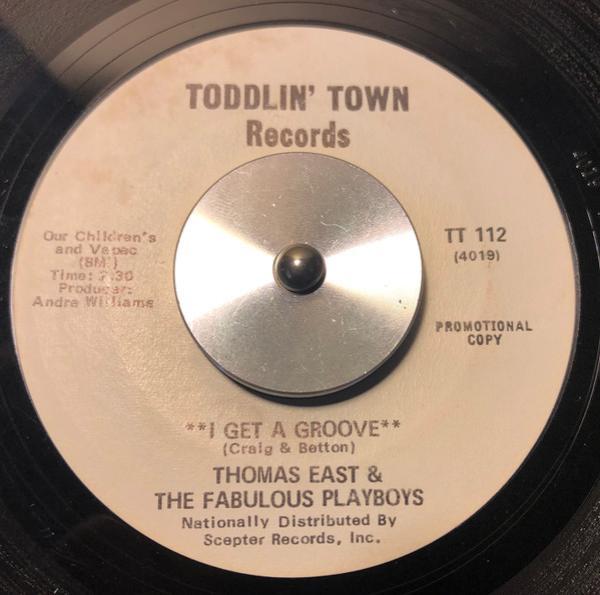 TODDLIN' TOWN
Records
Our Children's
and Vapac
(BMI)
Time: 2:30
Producer:
Andre Williams
TT 112
(4019)
PROMOTIONAL
COPY
**I GET A GROOVE**
(Craig & Betton)
THOMAS EAST &
THE FABULOUS PLAYBOYS
Nationally Distributed By
Scepter Records, Inc.